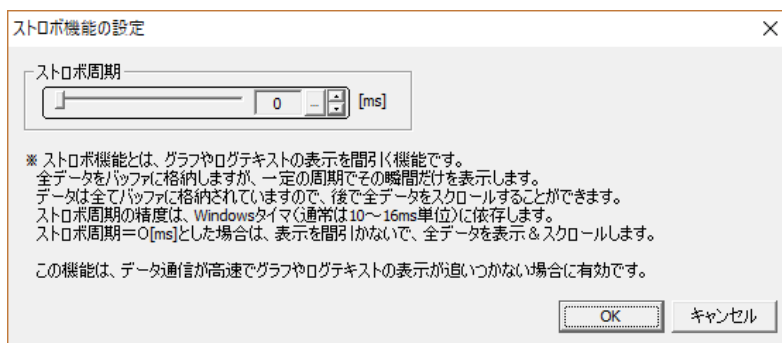 ストロボ機能の設定
ストロボ周期
0 ... [ms]
※ ストロボ機能とは、グラフやログテキストの表示を間引く機能です。
全データをバッファに格納しますが、一定の周期でその瞬間だけを表示します。
データは全てバッファに格納されていますので、後で全データをスクロールすることができます。
ストロボ周期の精度は、Windowsタイマ(通常は10～16ms単位)に依存します。
ストロボ周期＝0[ms]とした場合は、表示を間引かないで、全データを表示＆スクロールします。
この機能は、データ通信が高速でグラフやログテキストの表示が追いつかない場合に有効です。
OK キャンセル